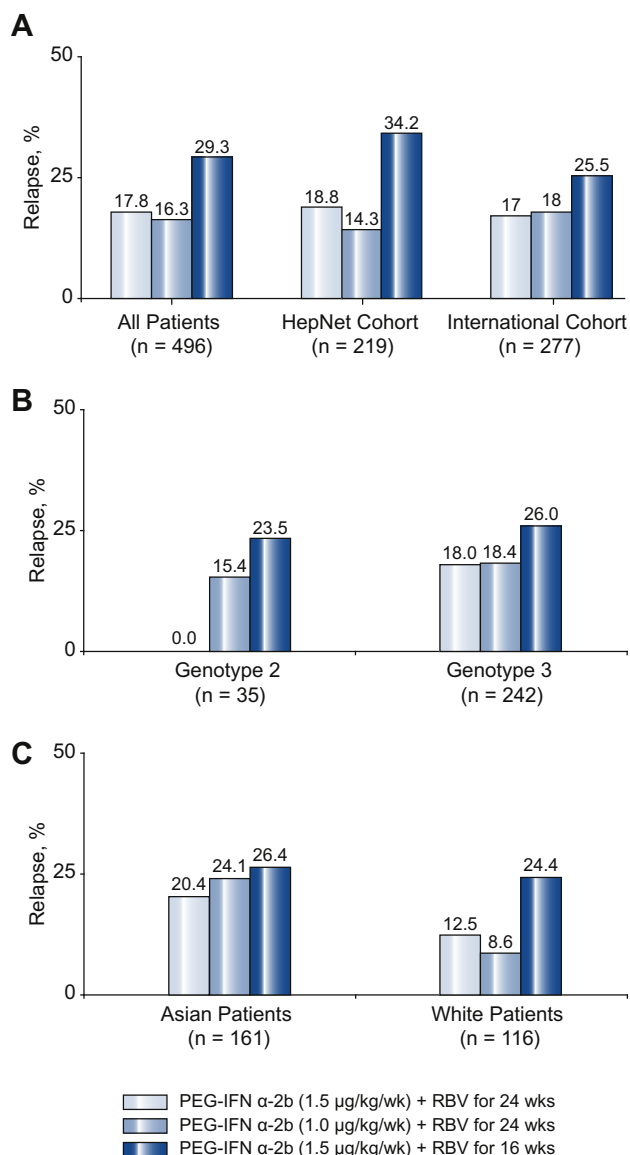 A
50
25
0
Relapse, %
17.8
16.3
29.3
18.8
14.3
34.2
17
18
25.5
All Patients
(n = 496)
HepNet Cohort
(n = 219)
International Cohort
(n = 277)
B
50
25
0
Relapse, %
0.0
15.4
23.5
18.0
18.4
26.0
Genotype 2
(n = 35)
Genotype 3
(n = 242)
C
50
25
0
Relapse, %
20.4
24.1
26.4
12.5
8.6
24.4
Asian Patients
(n = 161)
White Patients
(n = 116)
PEG-IFN α-2b (1.5 µg/kg/wk) + RBV for 24 wks
PEG-IFN α-2b (1.0 µg/kg/wk) + RBV for 24 wks
PEG-IFN α-2b (1.5 µg/kg/wk) + RBV for 16 wks